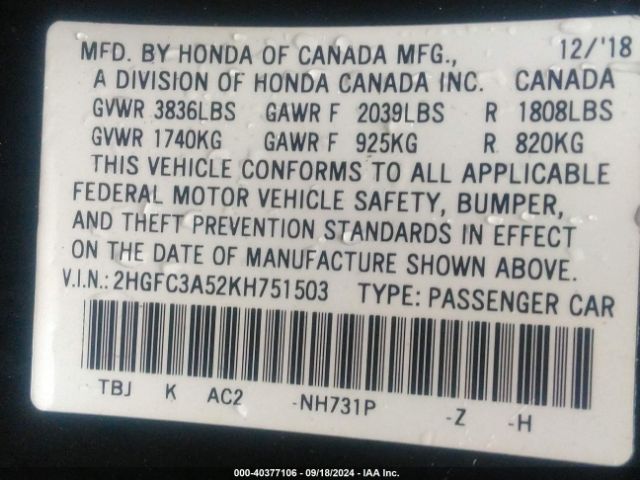 MFD. BY HONDA OF CANADA MFG., 12/'18
A DIVISION OF HONDA CANADA INC. CANADA
GVWR 3836LBS GAWR F 2039LBS R 1808LBS
GVWR 1740KG GAWR F 925KG R 820KG
THIS VEHICLE CONFORMS TO ALL APPLICABLE
FEDERAL MOTOR VEHICLE SAFETY, BUMPER,
AND THEFT PREVENTION STANDARDS IN EFFECT
ON THE DATE OF MANUFACTURE SHOWN ABOVE.
V.I.N.: 2HGFC3A52KH751503 TYPE: PASSENGER CAR
TBJ K AC2 -NH731P -Z -H
000-40377106 - 09/18/2024 - IAA Inc.